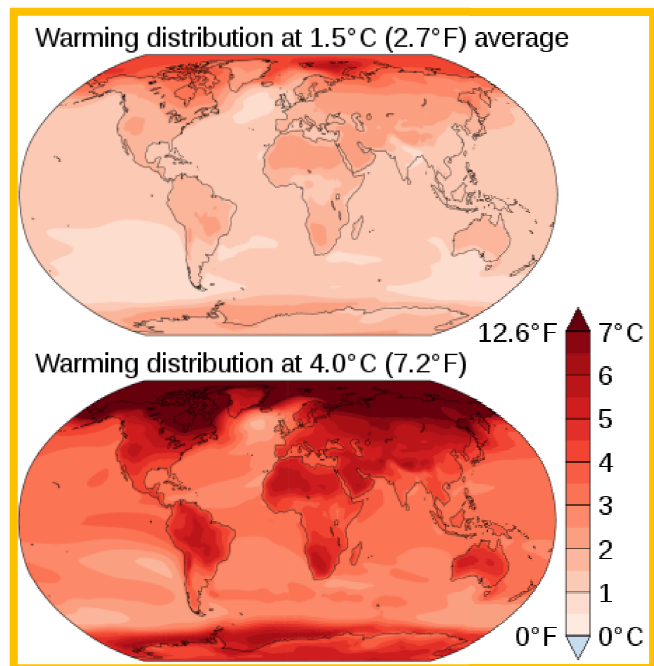 Warming distribution at 1.5°C (2.7°F) average
12.6°F 7°C
Warming distribution at 4.0°C (7.2°F)
6
5
4
3
2
1
0°F 0°C